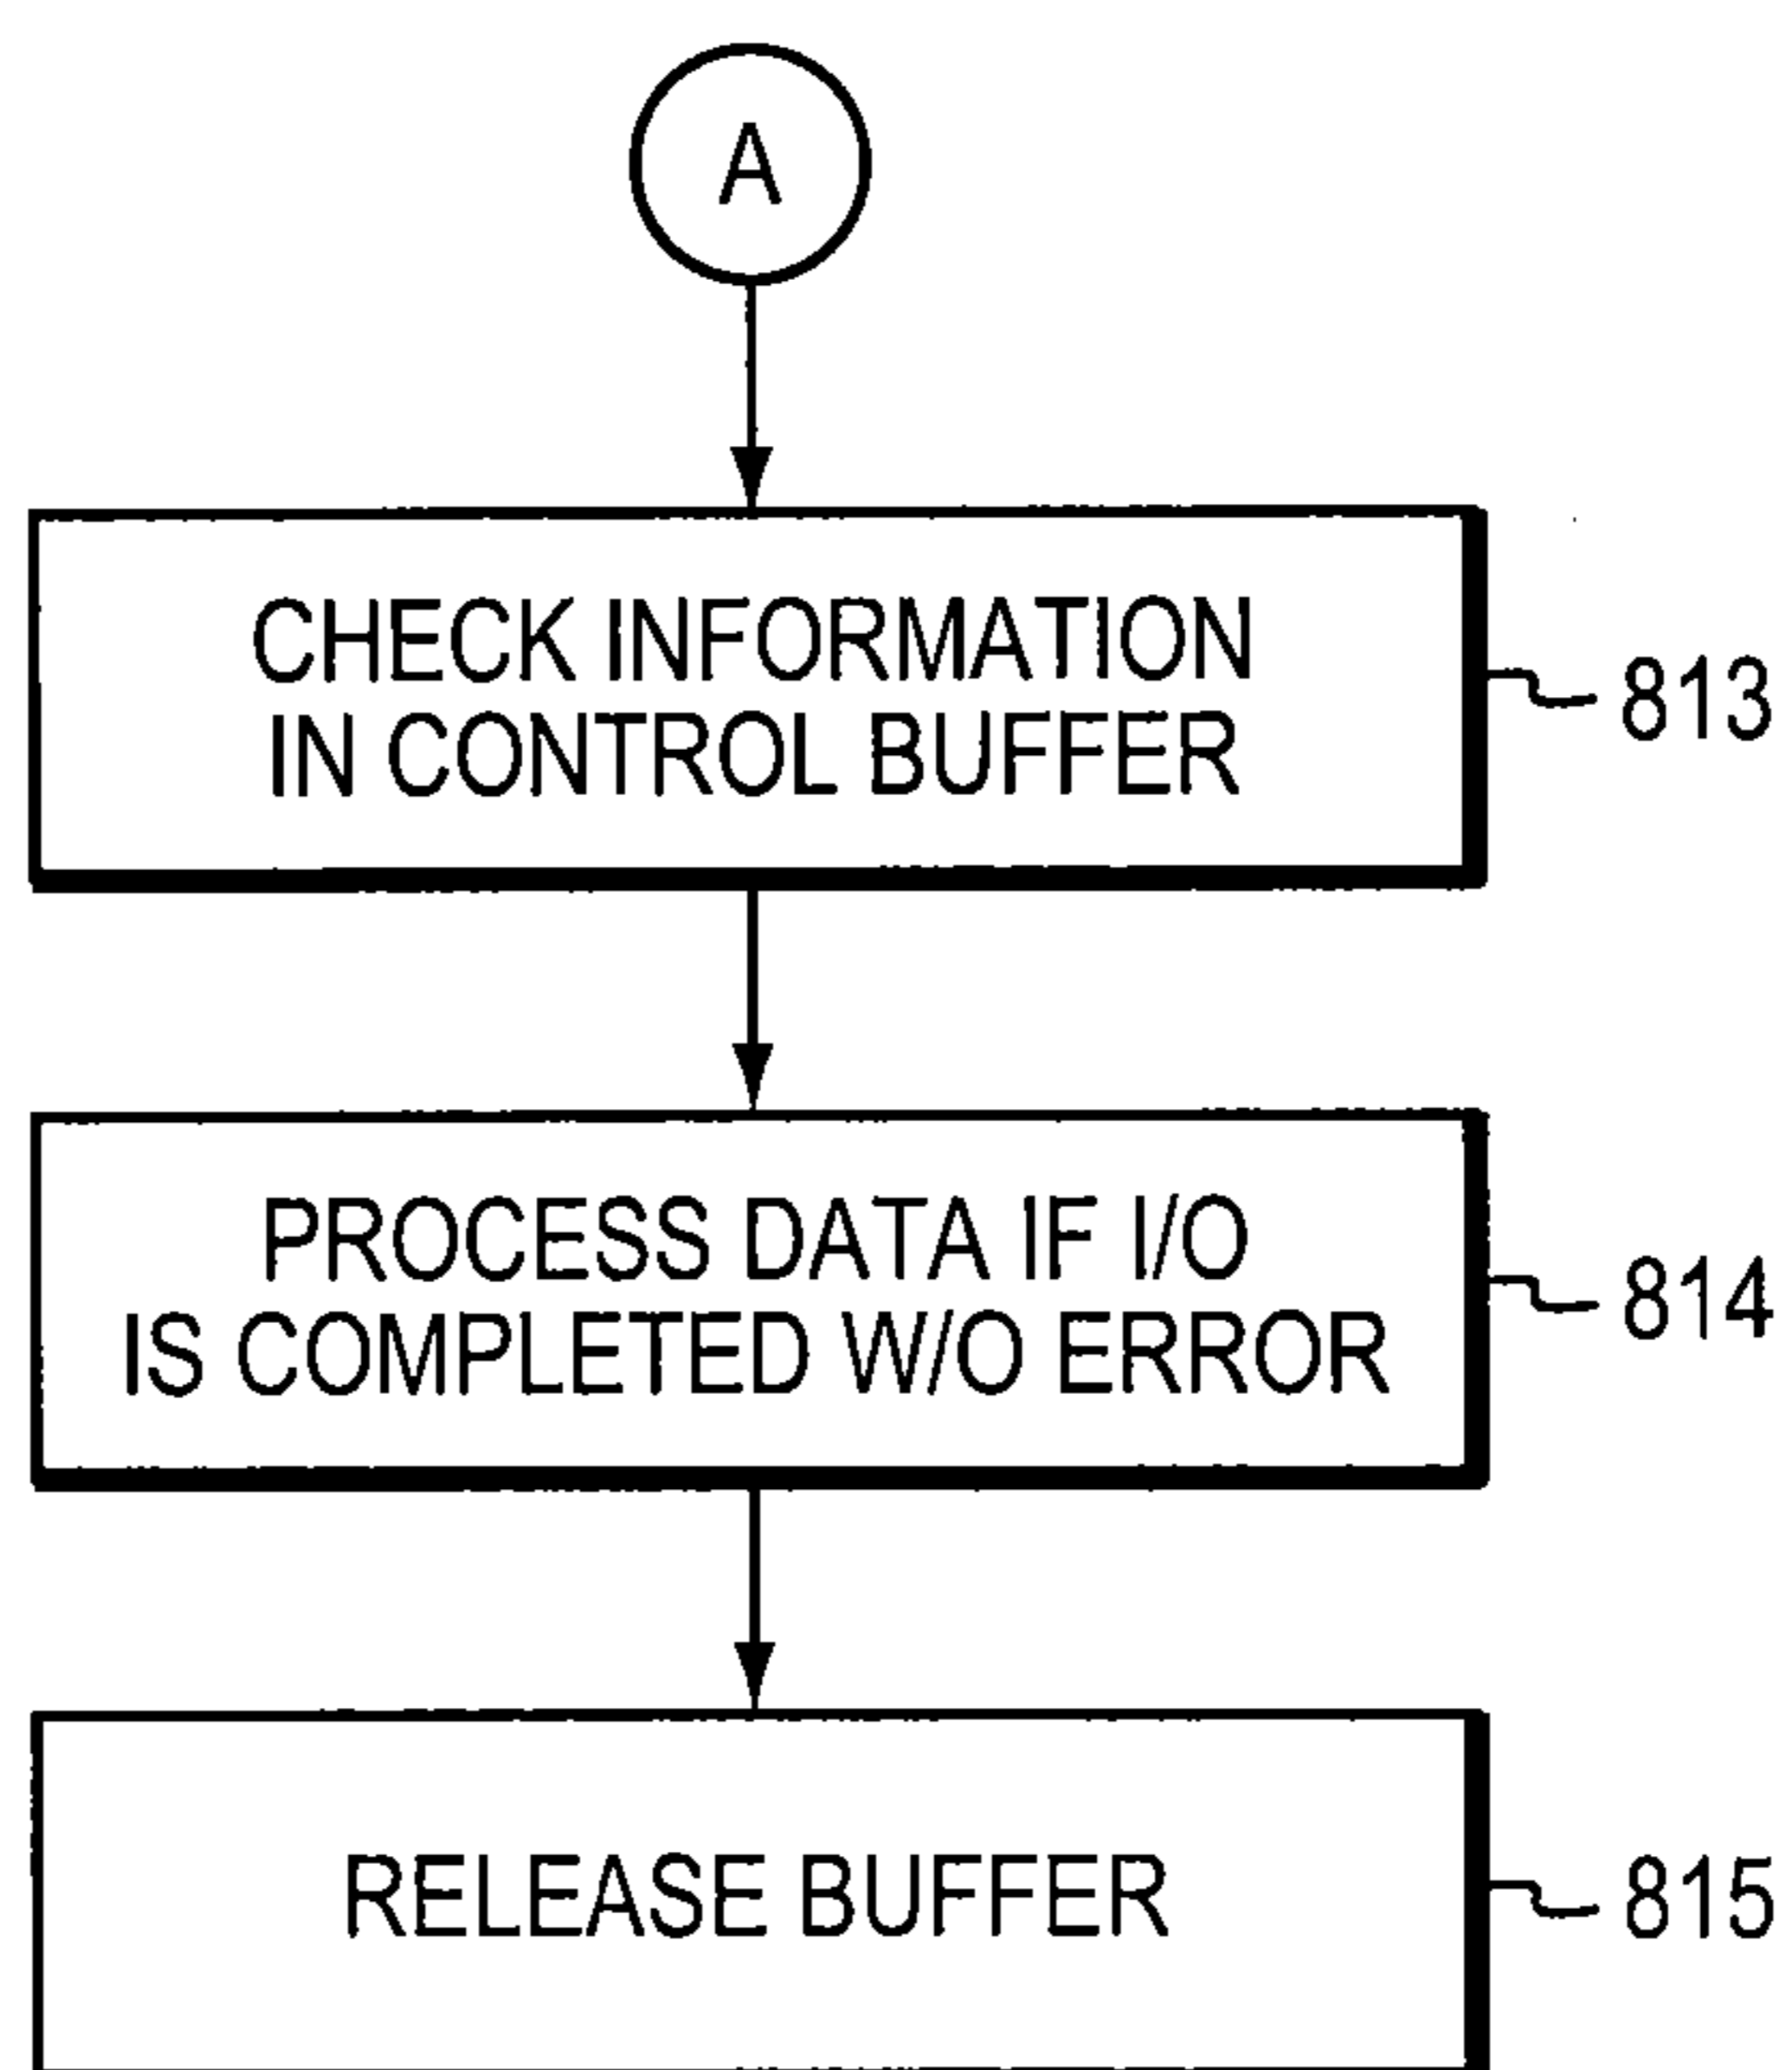 A
CHECK INFORMATION
IN CONTROL BUFFER
813
PROCESS DATA IF I/O
IS COMPLETED W/O ERROR
814
RELEASE BUFFER
815